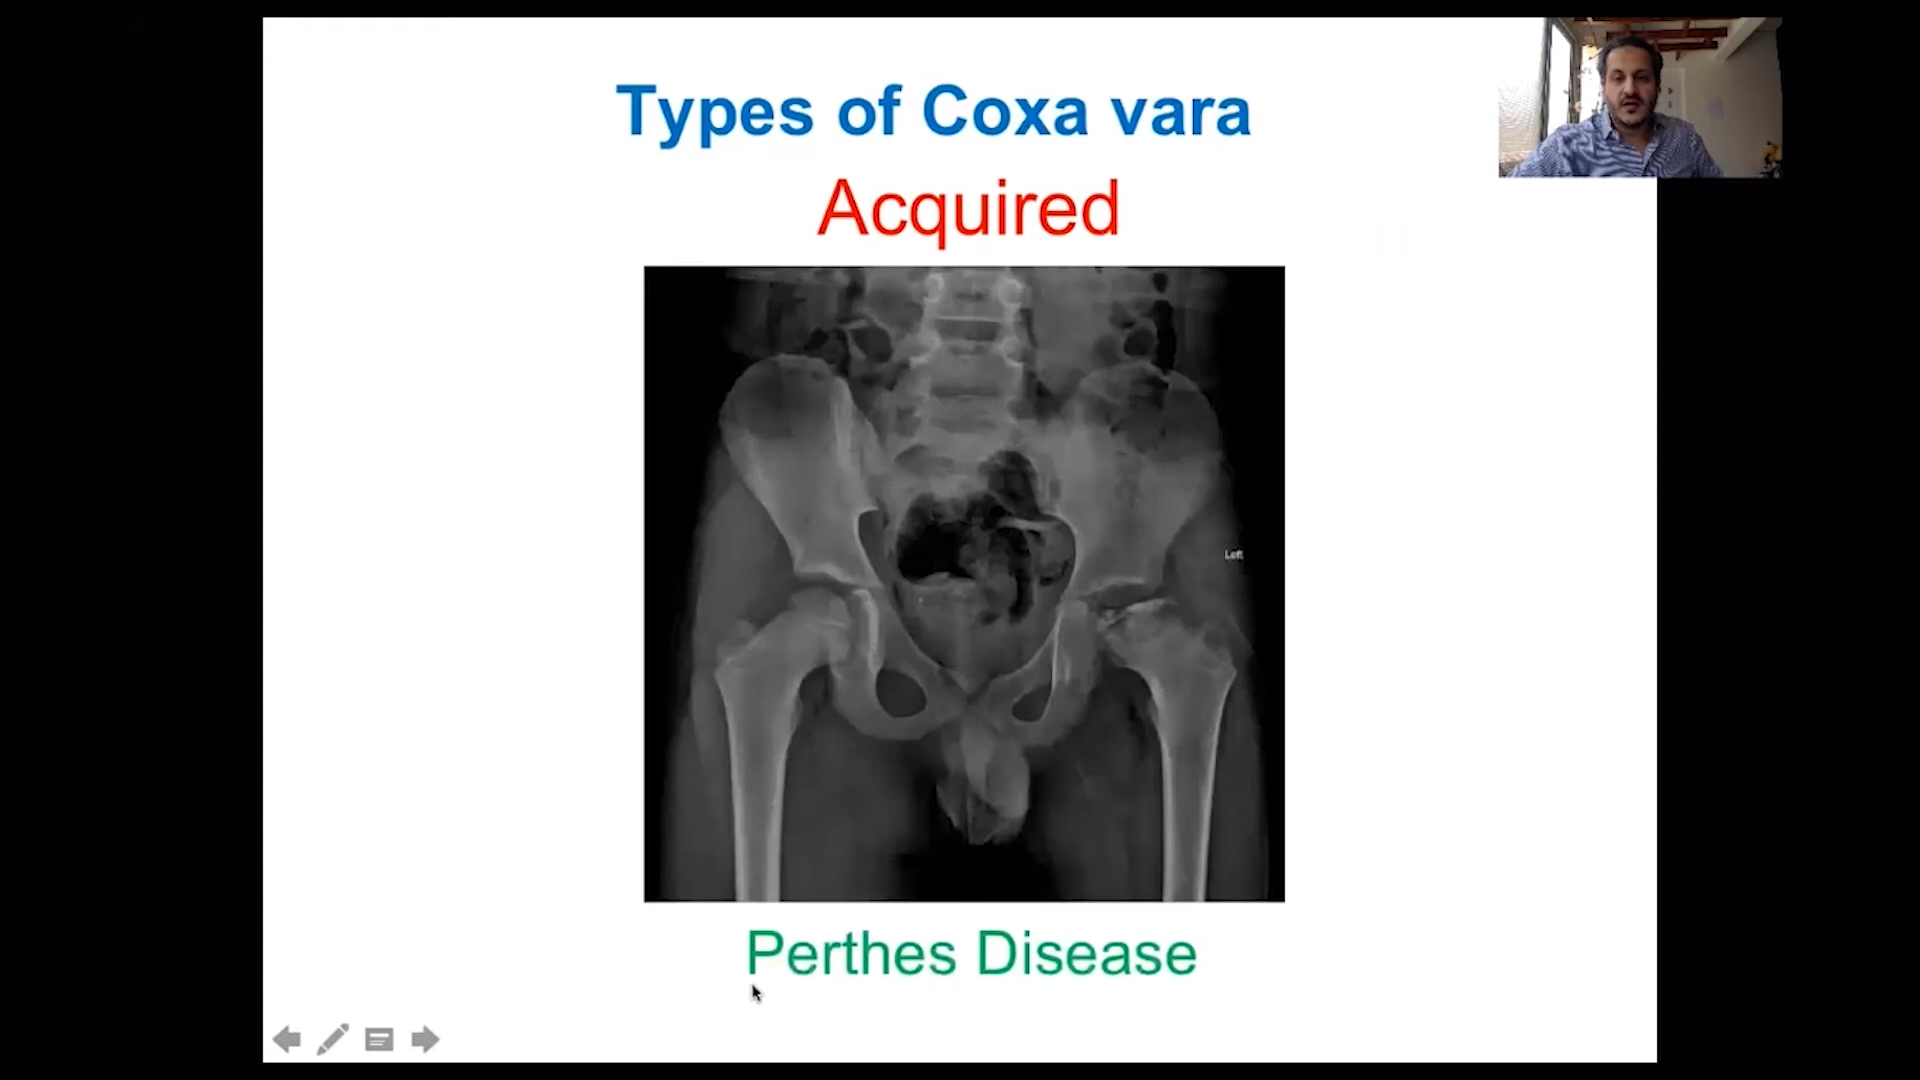 Types of Coxa vara
Acquired
Left
Perthes Disease